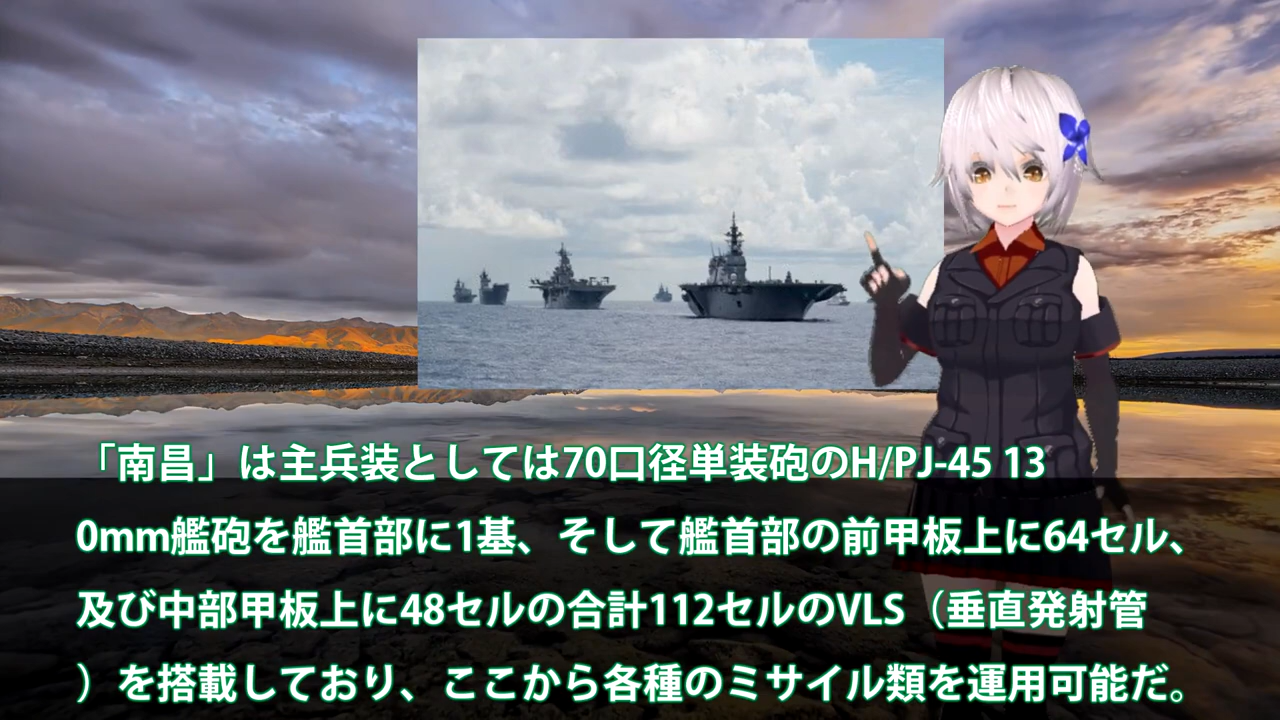 「南昌」は主兵装としては70口径単装砲のH/PJ-45 13
0mm艦砲を艦首部に1基、そして艦首部の前甲板上に64セル、
及び中部甲板上に48セルの合計112セルのVLS（垂直発射管
）を搭載しており、ここから各種のミサイル類を運用可能だ。